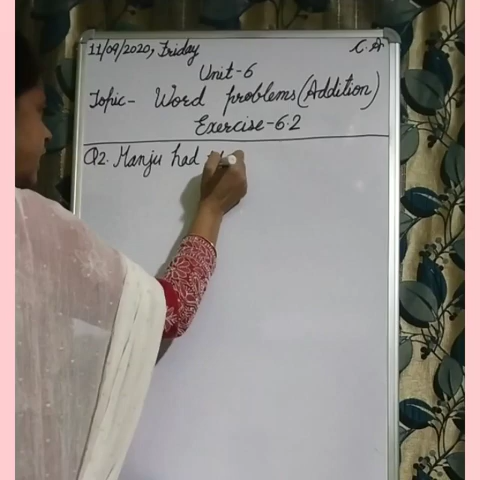 11/09/2020, Friday
C.A
Unit-6
Topic- Word problems (Addition)
Exercise-6.2
Q2. Manju had